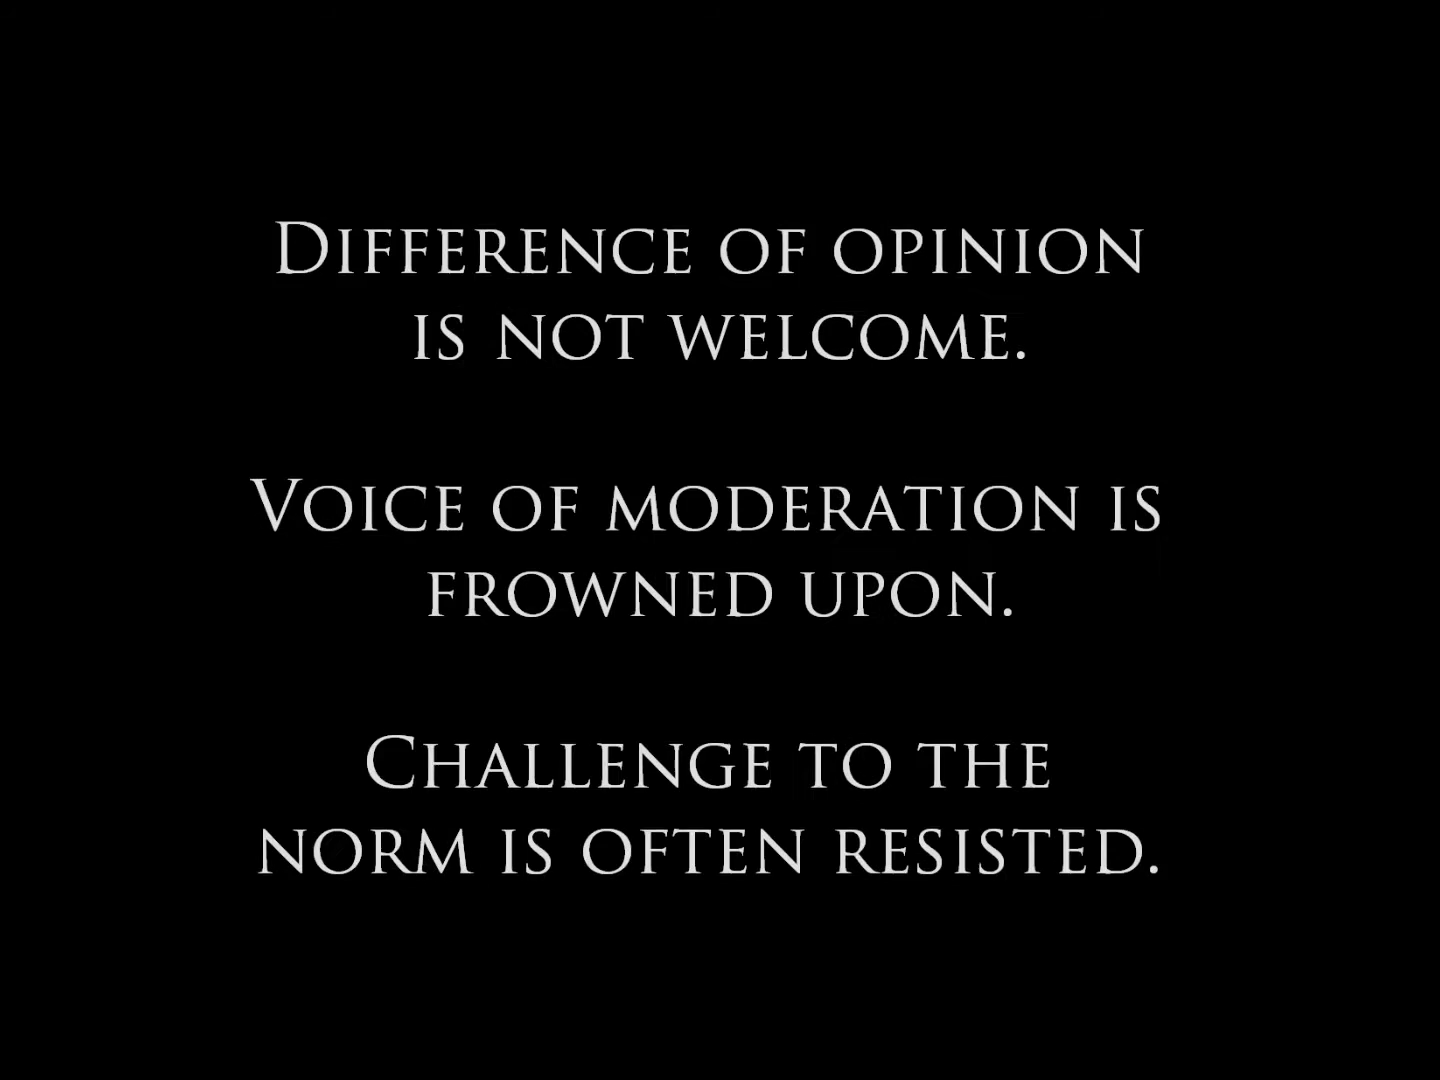 Difference of opinion
is not welcome.
Voice of moderation is
frowned upon.
Challenge to the
norm is often resisted.